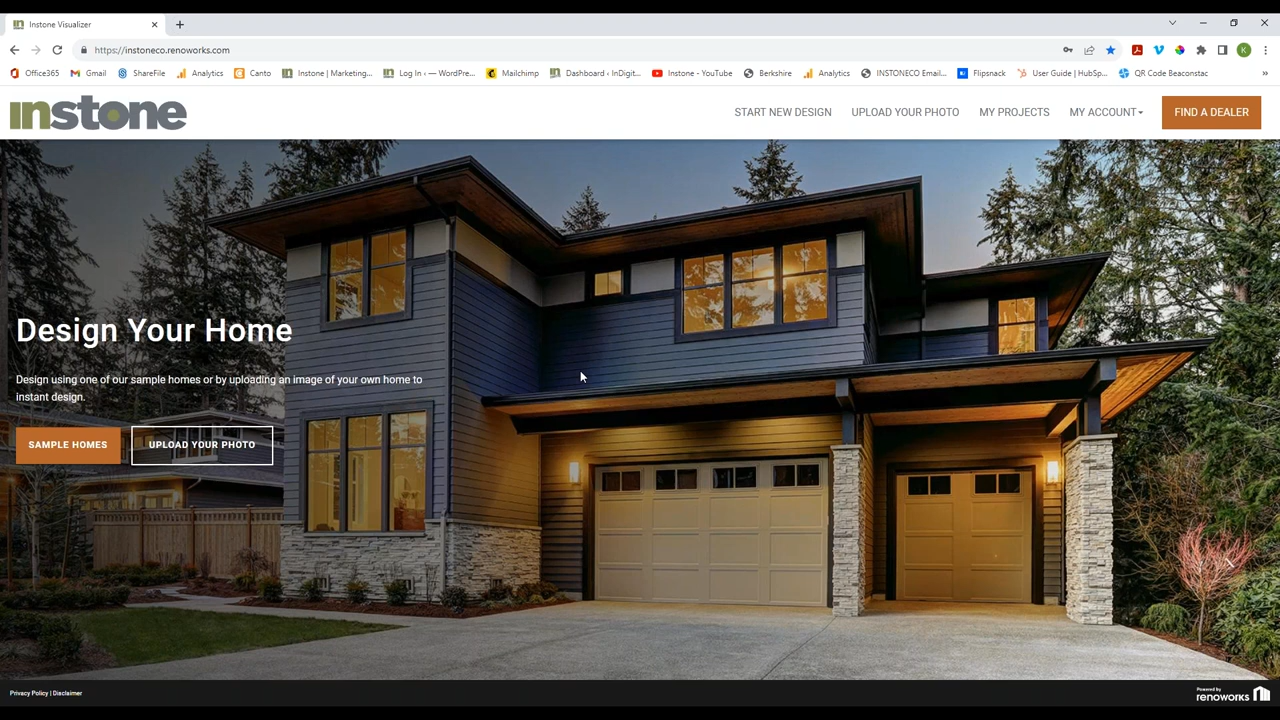 Instone Visualizer
https://instoneco.renoworks.com
K
Office365 Gmail ShareFile Analytics Canto Instone | Marketing... Log In ‹ — WordPre... Mailchimp Dashboard ‹ InDigit... Instone - YouTube Berkshire Analytics INSTONECO Email... Flipsnack User Guide | HubSp... QR Code Beaconstac »
instone
START NEW DESIGN UPLOAD YOUR PHOTO MY PROJECTS MY ACCOUNT FIND A DEALER
Design Your Home
Design using one of our sample homes or by uploading an image of your own home to
instant design.
SAMPLE HOMES UPLOAD YOUR PHOTO
Privacy Policy | Disclaimer
Powered by
renoworks